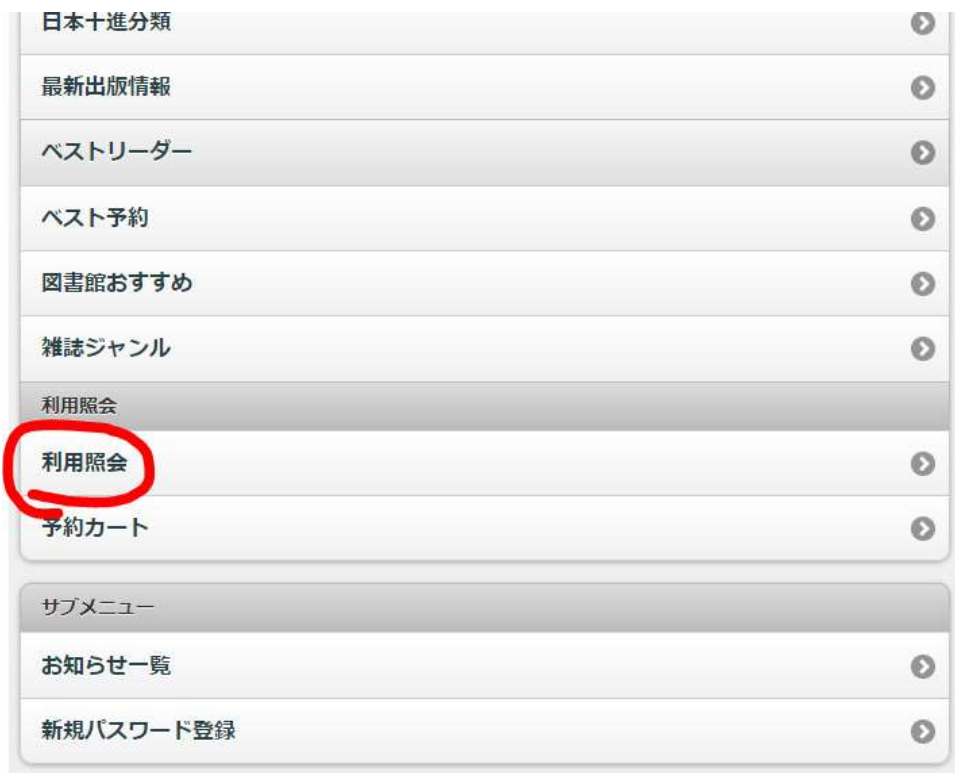 日本十進分類
最新出版情報
ベストリーダー
ベスト予約
図書館おすすめ
雑誌ジャンル
利用照会
利用照会
予約カート
サブメニュー
お知らせ一覧
新規パスワード登録